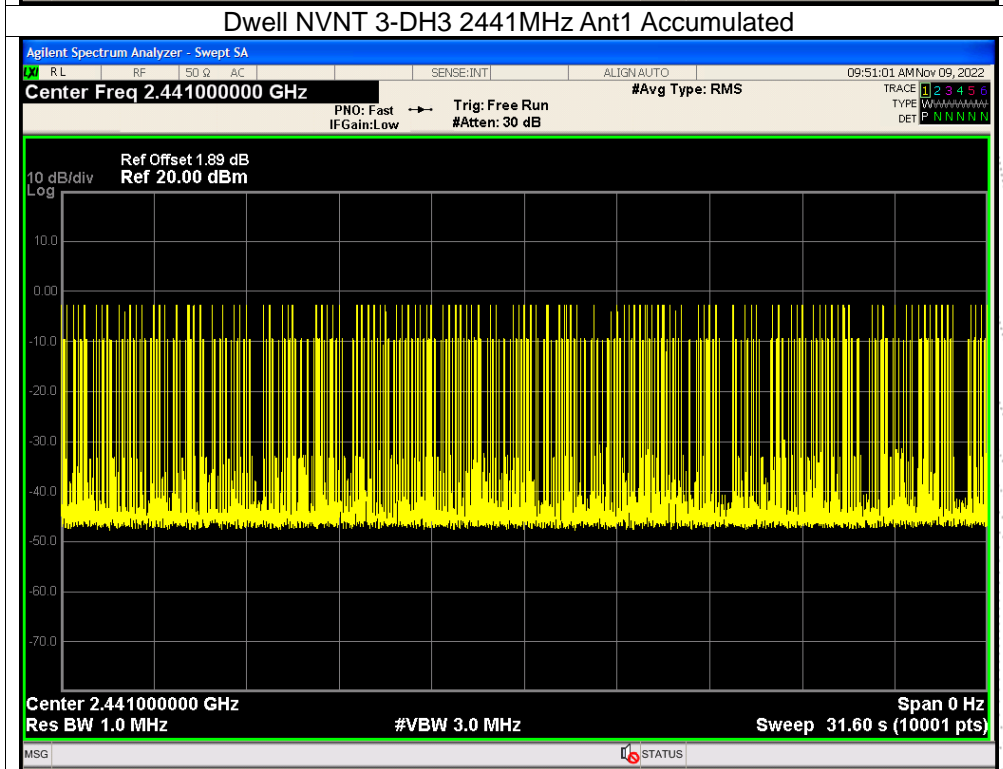 Dwell NVNT 3-DH3 2441MHz Ant1 Accumulated
Agilent Spectrum Analyzer - Swept SA
LXI RL RF 50 Ω AC SENSE:INT ALIGN AUTO 09:51:01 AM Nov 09, 2022
Center Freq 2.441000000 GHz #Avg Type: RMS TRACE 1 2 3 4 5 6
PNO: Fast Trig: Free Run TYPE WWWWWW
IFGain:Low #Atten: 30 dB DET P N N N N N
Ref Offset 1.89 dB
10 dB/div Ref 20.00 dBm
Log
10.0
0.00
-10.0
-20.0
-30.0
-40.0
-50.0
-60.0
-70.0
Center 2.441000000 GHz Span 0 Hz
Res BW 1.0 MHz #VBW 3.0 MHz Sweep 31.60 s (10001 pts)
MSG STATUS